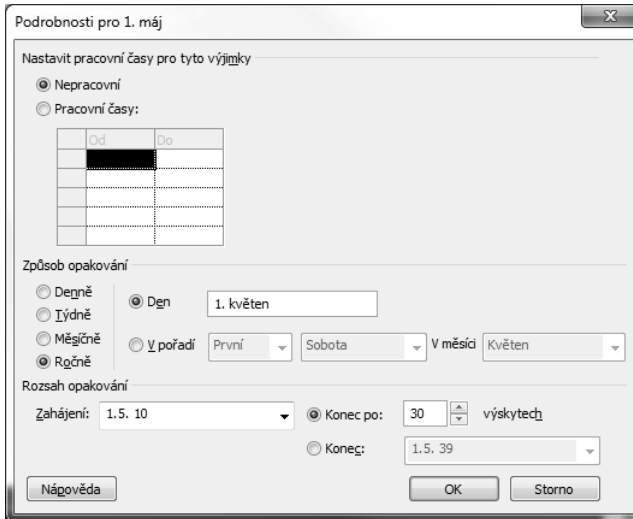 Podrobnosti pro 1. máj
Nastavit pracovní časy pro tyto výjimky
Nepracovní
Pracovní časy:
Od Do
Způsob opakování
Denně
Týdně
Měsíčně
Ročně
Den 1. květen
V pořadí První Sobota V měsíci Květen
Rozsah opakování
Zahájení: 1.5. 10 Konec po: 30 výskytech
Konec: 1.5. 39
Nápověda OK Storno